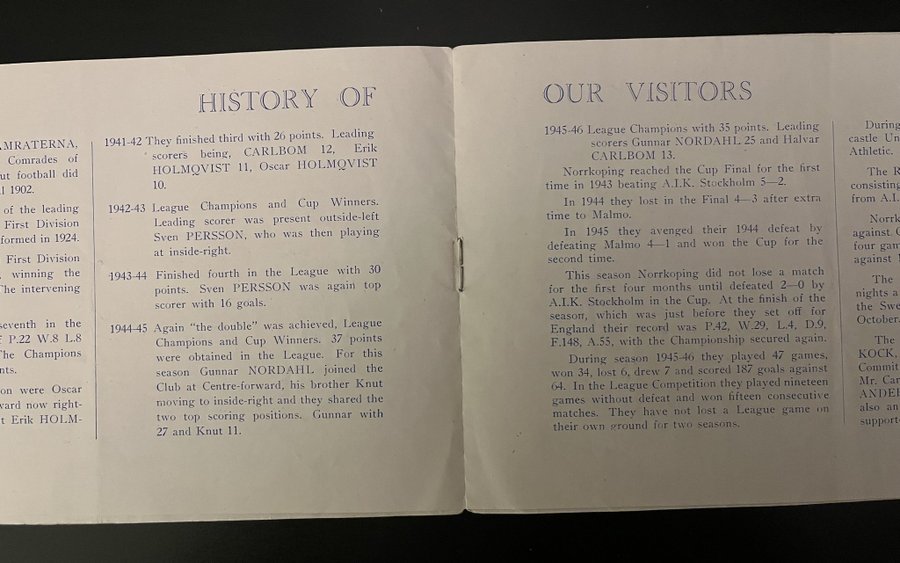 HISTORY OF
AMRATERNA,
Comrades of
ut football did
l 1902.
of the leading
First Division
formed in 1924.
First Division
, winning the
The intervening
seventh in the
f P.22 W.8 L.8
The Champions
nts.
on were Oscar
ward now right-
t Erik HOLM-
1941-42 They finished third with 26 points. Leading
scorers being, CARLBOM 12, Erik
HOLMQVIST 11, Oscar HOLMQVIST
10.
1942-43 League Champions and Cup Winners.
Leading scorer was present outside-left
Sven PERSSON, who was then playing
at inside-right.
1943-44 Finished fourth in the League with 30
points. Sven PERSSON was again top
scorer with 16 goals.
1944-45 Again "the double" was achieved, League
Champions and Cup Winners. 37 points
were obtained in the League. For this
season Gunnar NORDAHL joined the
Club at Centre-forward, his brother Knut
moving to inside-right and they shared the
two top scoring positions. Gunnar with
27 and Knut 11.
OUR VISITORS
1945-46 League Champions with 35 points. Leading
scorers Gunnar NORDAHL 25 and Halvar
CARLBOM 13.
Norrkoping reached the Cup Final for the first
time in 1943 beating A.I.K. Stockholm 5—2.
In 1944 they lost in the Final 4—3 after extra
time to Malmo.
In 1945 they avenged their 1944 defeat by
defeating Malmo 4—1 and won the Cup for the
second time.
This season Norrkoping did not lose a match
for the first four months until defeated 2—0 by
A.I.K. Stockholm in the Cup. At the finish of the
season, which was just before they set off for
England their record was P.42, W.29, L.4, D.9,
F.148, A.55, with the Championship secured again.
During season 1945-46 they played 47 games,
won 34, lost 6, drew 7 and scored 187 goals against
64. In the League Competition they played nineteen
games without defeat and won fifteen consecutive
matches. They have not lost a League game on
their own ground for two seasons.
During
castle Un
Athletic.
The R
consisting
from A.I.
Norrk
against. C
four gam
against 1
The
nights a
the Swe
October.
The
KOCK,
Committ
Mr. Car
ANDER
also an
support